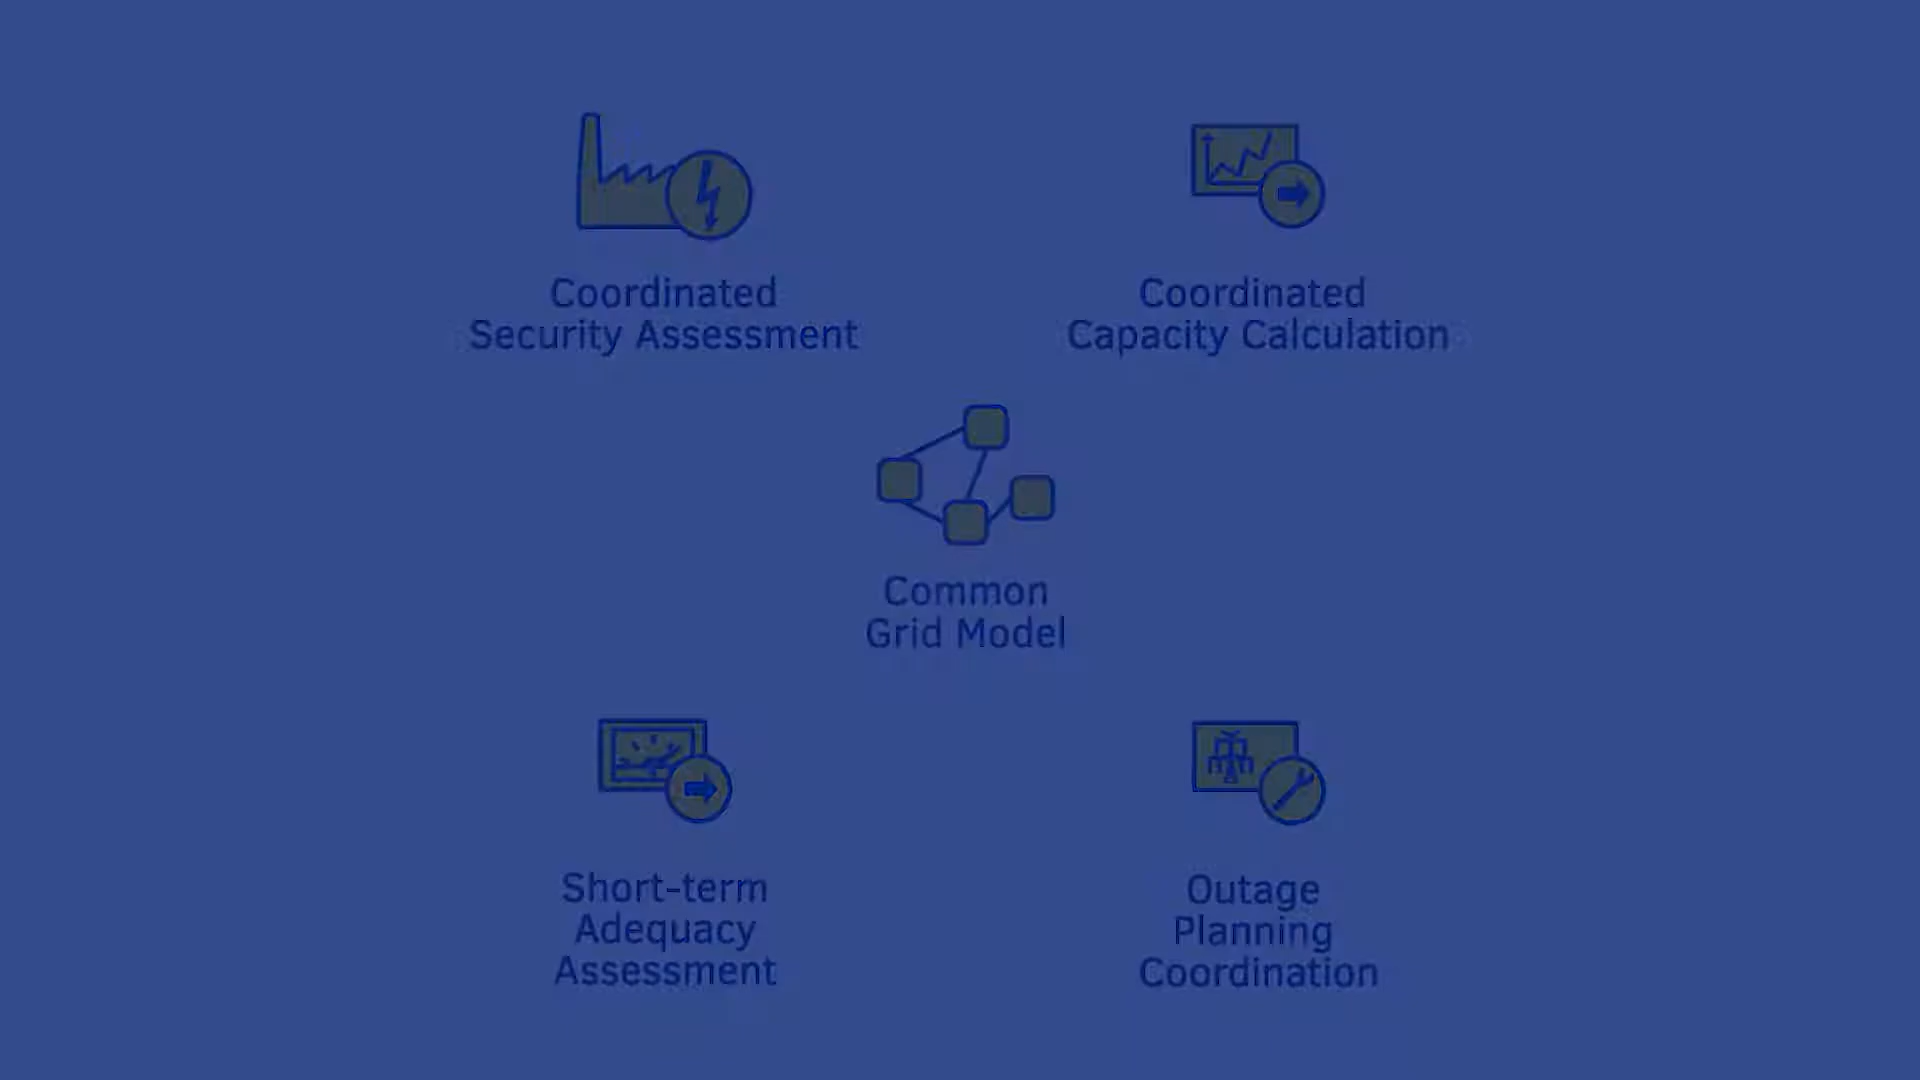 Coordinated
Security Assessment
Coordinated
Capacity Calculation
Common
Grid Model
Short-term
Adequacy
Assessment
Outage
Planning
Coordination